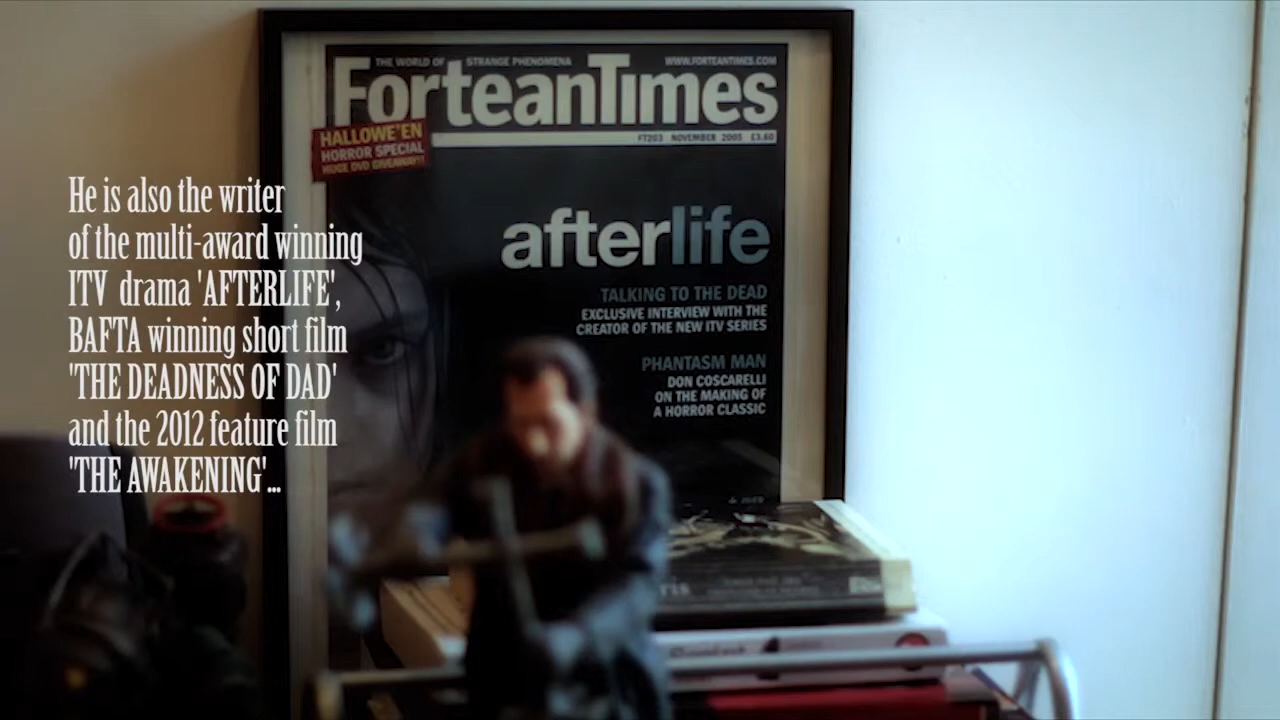 He is also the writer
of the multi-award winning
ITV drama 'AFTERLIFE',
BAFTA winning short film
'THE DEADNESS OF DAD'
and the 2012 feature film
'THE AWAKENING'...
THE WORLD OF STRANGE PHENOMENA
WWW.FORTEANTIMES.COM
ForteanTimes
HALLOWE'EN
HORROR SPECIAL
HUGE DVD GIVEAWAY!
FT203 NOVEMBER 2005 £3.60
afterlife
TALKING TO THE DEAD
EXCLUSIVE INTERVIEW WITH THE
CREATOR OF THE NEW ITV SERIES
PHANTASM MAN
DON COSCARELLI
ON THE MAKING OF
A HORROR CLASSIC